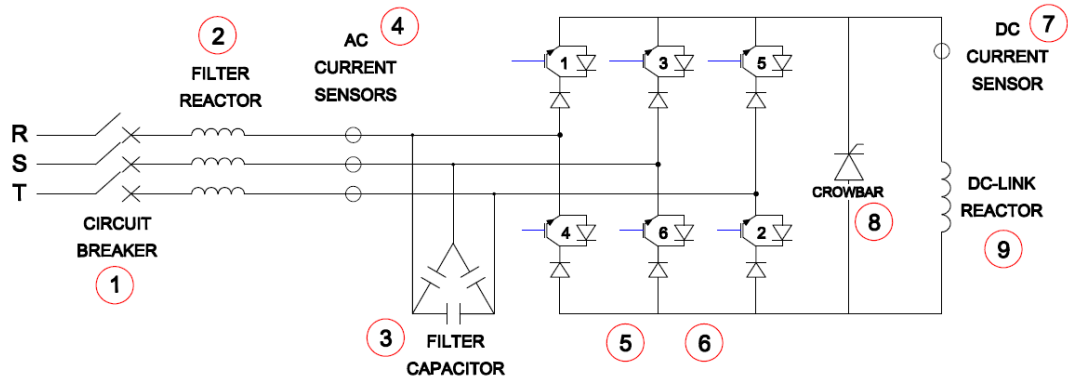 2
FILTER
REACTOR
AC
CURRENT
SENSORS
4
DC
CURRENT
SENSOR
7
1
3
5
R
S
T
CIRCUIT
BREAKER
1
CROWBAR
8
DC-LINK
REACTOR
9
4
6
2
3
FILTER
CAPACITOR
5
6